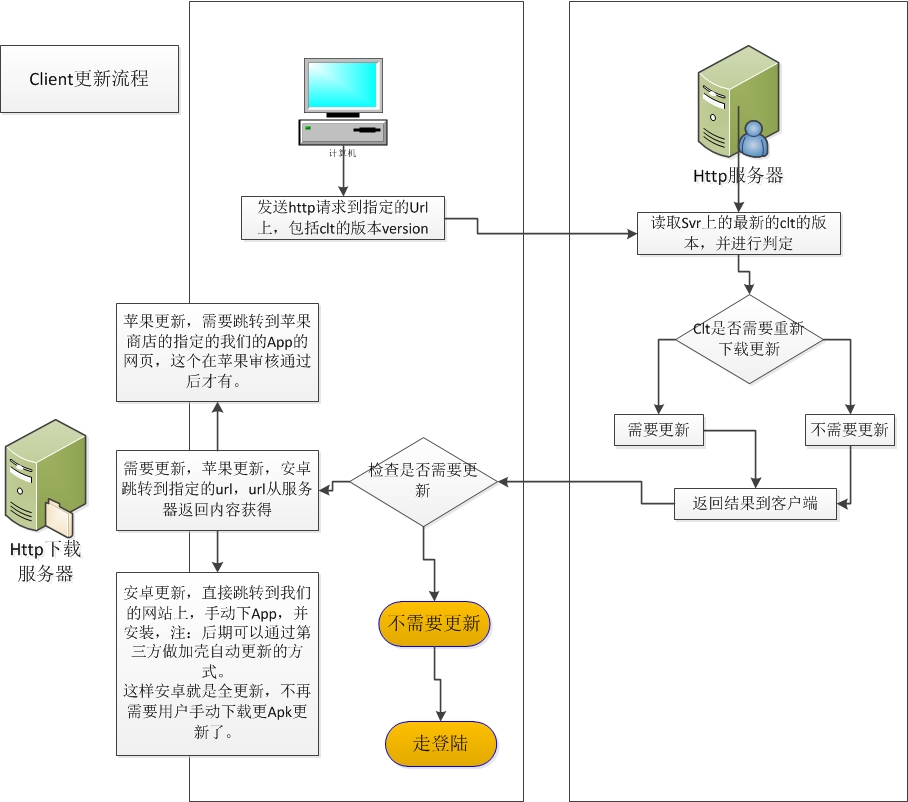 Client更新流程
计算机
Http服务器
发送http请求到指定的Url
上，包括clt的版本version
读取Svr上的最新的clt的版
本，并进行判定
Clt是否需要重新
下载更新
需要更新
不需要更新
返回结果到客户端
苹果更新，需要跳转到苹果
商店的指定的我们的App的
网页，这个在苹果审核通过
后才有。
检查是否需要更
新
需要更新，苹果更新，安卓
跳转到指定的url，url从服务
器返回内容获得
Http下载
服务器
安卓更新，直接跳转到我们
的网站上，手动下App，并
安装，注：后期可以通过第
三方做加壳自动更新的方
式。
这样安卓就是全更新，不再
需要用户手动下载更Apk更
新了。
不需要更新
走登陆